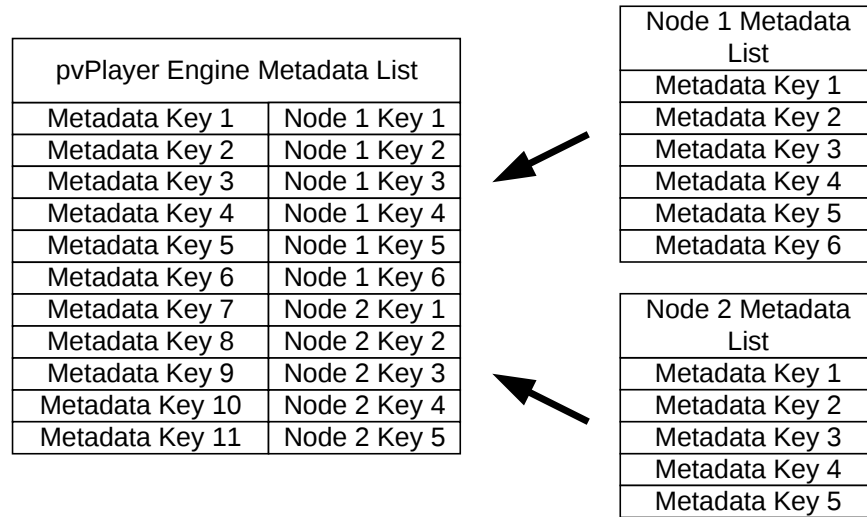 pvPlayer Engine Metadata List
Metadata Key 1 Node 1 Key 1
Metadata Key 2 Node 1 Key 2
Metadata Key 3 Node 1 Key 3
Metadata Key 4 Node 1 Key 4
Metadata Key 5 Node 1 Key 5
Metadata Key 6 Node 1 Key 6
Metadata Key 7 Node 2 Key 1
Metadata Key 8 Node 2 Key 2
Metadata Key 9 Node 2 Key 3
Metadata Key 10 Node 2 Key 4
Metadata Key 11 Node 2 Key 5
Node 1 Metadata
List
Metadata Key 1
Metadata Key 2
Metadata Key 3
Metadata Key 4
Metadata Key 5
Metadata Key 6
Node 2 Metadata
List
Metadata Key 1
Metadata Key 2
Metadata Key 3
Metadata Key 4
Metadata Key 5